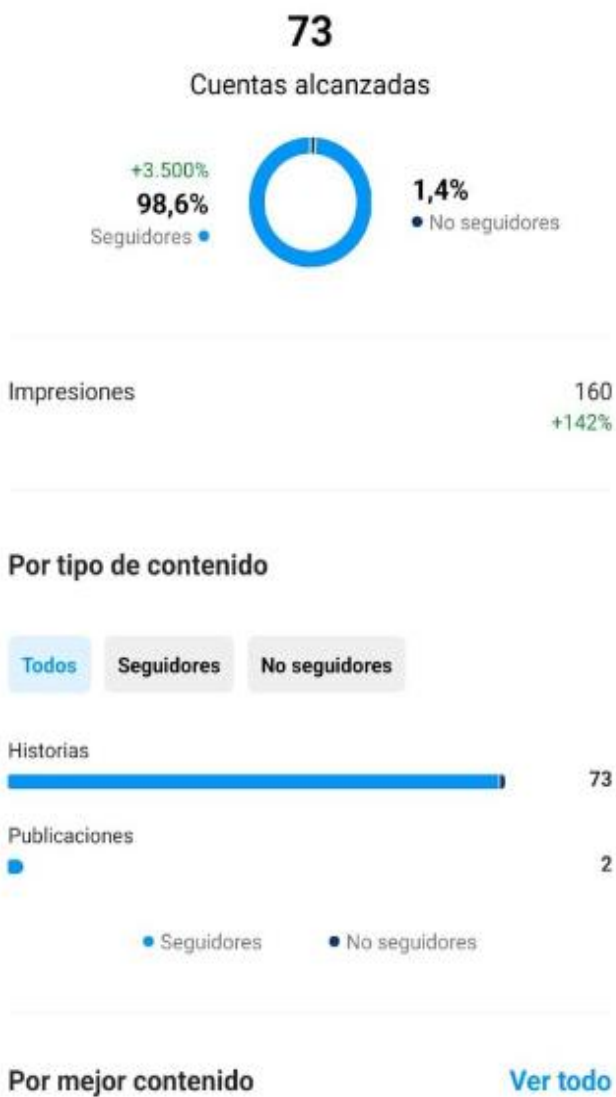 73
Cuentas alcanzadas
+3.500%
98,6%
Seguidores
1,4%
No seguidores
Impresiones 160
+142%
Por tipo de contenido
Todos Seguidores No seguidores
Historias
73
Publicaciones
2
Seguidores No seguidores
Por mejor contenido Ver todo